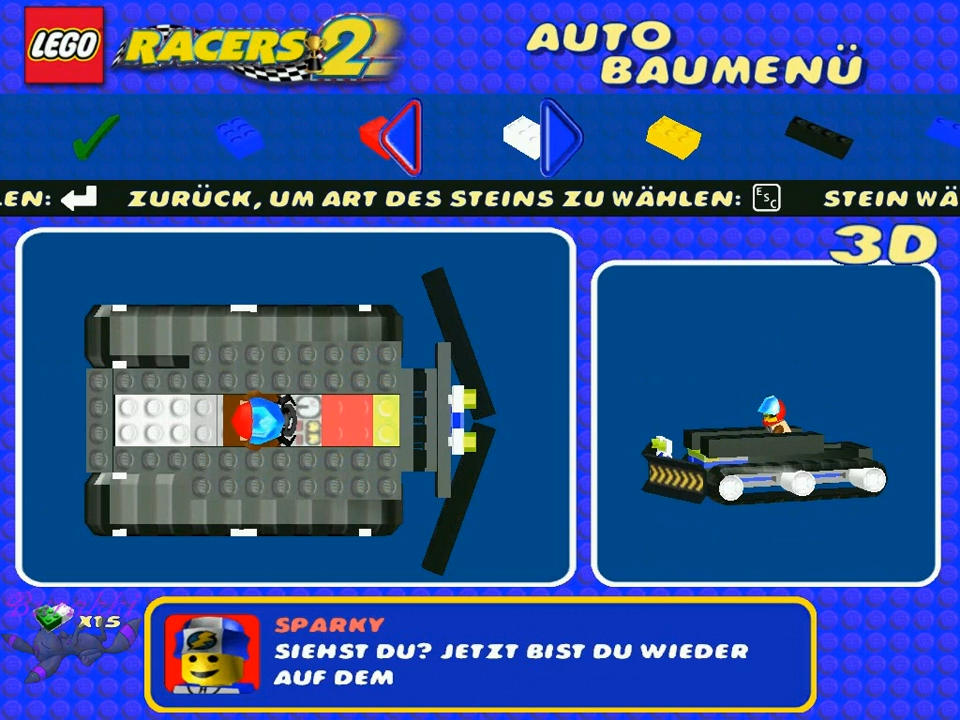 LEGO RACERS 2
AUTO
BAUMENÜ
LEN: ZURÜCK, UM ART DES STEINS ZU WÄHLEN: ESC STEIN WÄ
3D
X15
SPARKY
SIEHST DU? JETZT BIST DU WIEDER
AUF DEM